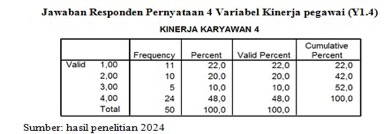 Jawaban Responden Pernyataan 4 Variabel Kinerja pegawai (Y1.4)
KINERJA KARYAWAN 4
Frequency Percent Valid Percent Cumulative Percent
Valid 1,00 11 22,0 22,0 22,0
2,00 10 20,0 20,0 42,0
3,00 5 10,0 10,0 52,0
4,00 24 48,0 48,0 100,0
Total 50 100,0 100,0
Sumber: hasil penelitian 2024